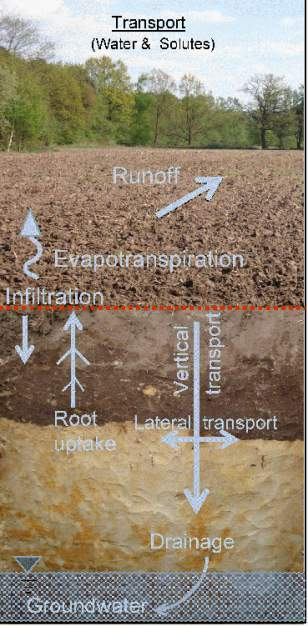 Transport
(Water & Solutes)
Runoff
Evapotranspiration
Infiltration
Vertical
transport
Root
uptake
Lateral transport
Drainage
Groundwater